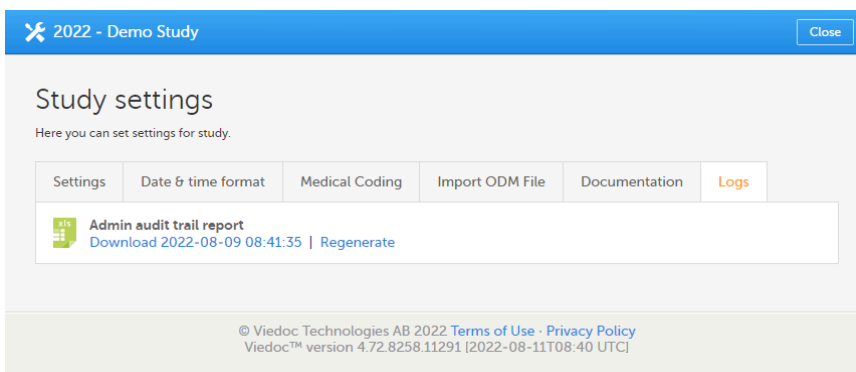 2022 - Demo Study
Close
Study settings
Here you can set settings for study.
Settings
Date & time format
Medical Coding
Import ODM File
Documentation
Logs
xls
Admin audit trail report
Download 2022-08-09 08:41:35 | Regenerate
© Viedoc Technologies AB 2022 Terms of Use · Privacy Policy
Viedoc™ version 4.72.8258.11291 [2022-08-11T08:40 UTC]